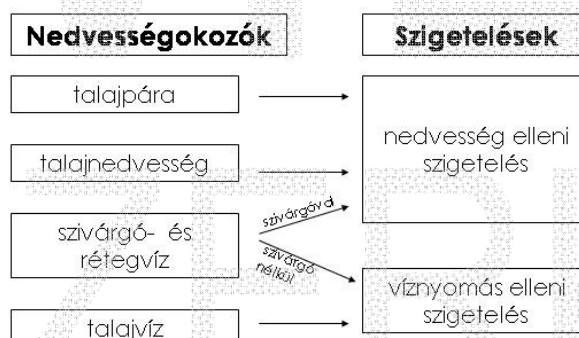 Nedvességokozók
Szigetelések
talajpára
talajnedvesség
nedvesség elleni
szigetelés
szivárgóval
szivárgó- és
rétegvíz
szivárgó
nélkül
víznyomás elleni
szigetelés
talajvíz